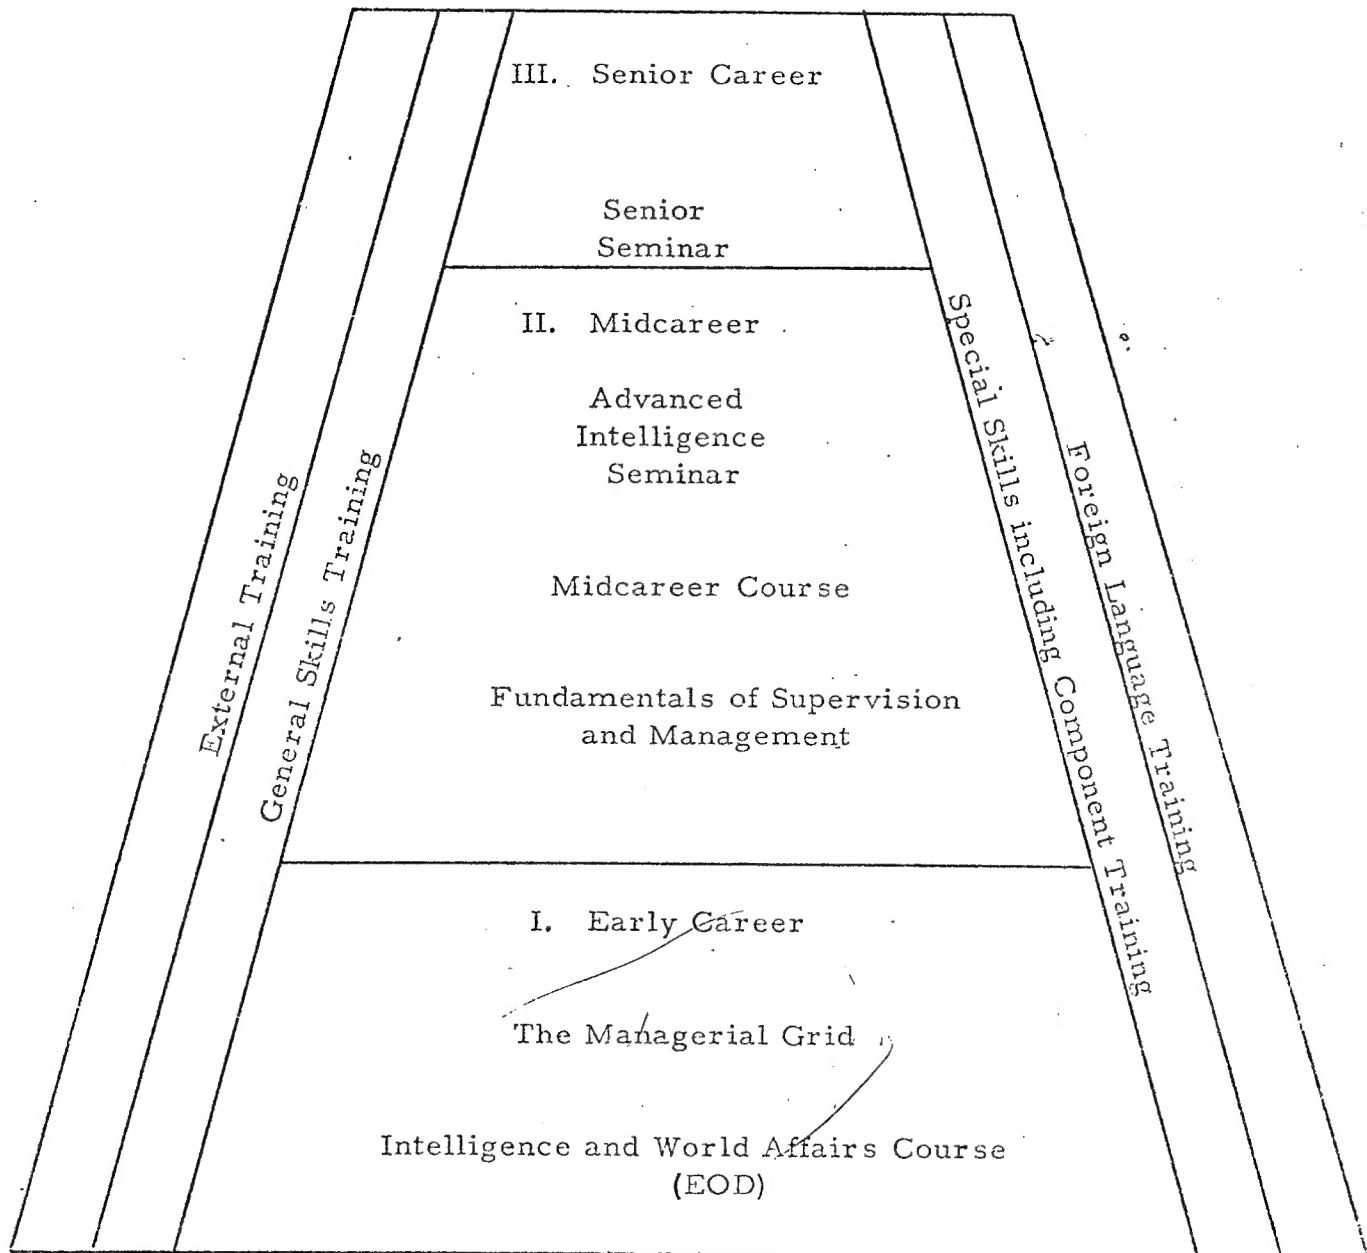 III. Senior Career
Senior
Seminar
II. Midcareer
Advanced
Intelligence
Seminar
Midcareer Course
Fundamentals of Supervision
and Management
I. Early Career
The Managerial Grid
Intelligence and World Affairs Course
(EOD)
External Training
General Skills Training
Special Skills including Component Training
Foreign Language Training